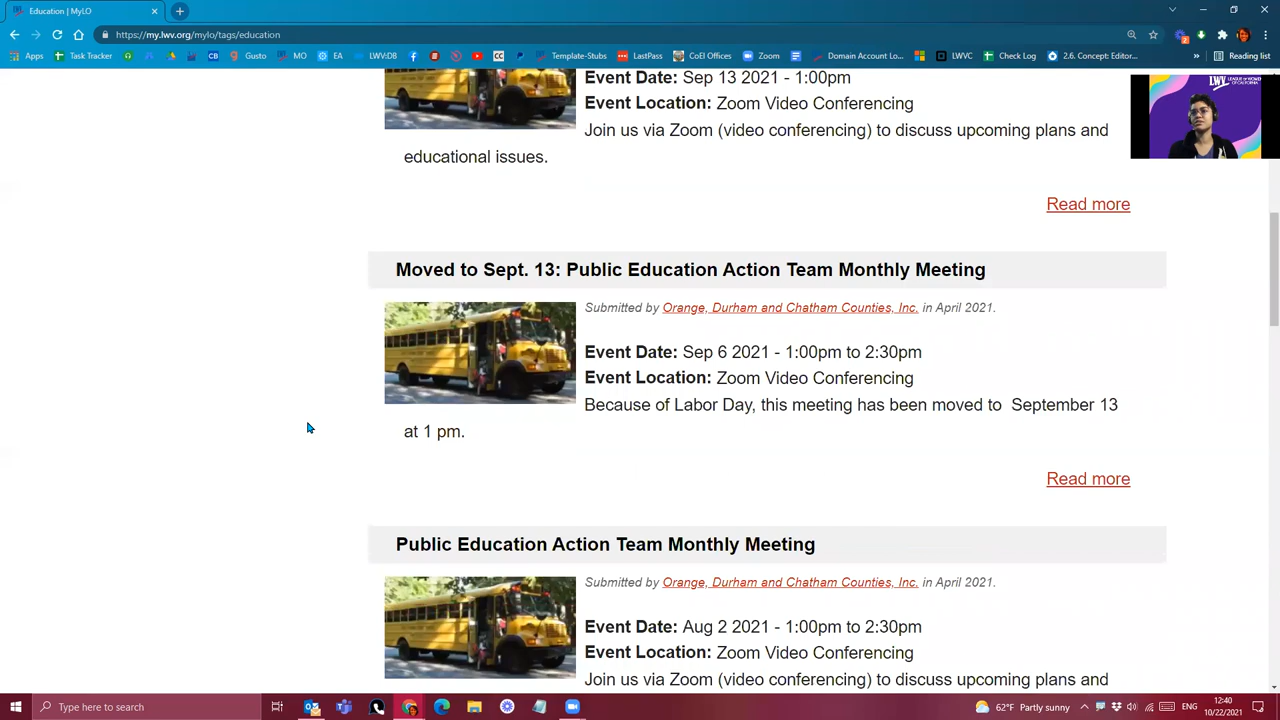 Education | MyLO
https://my.lwv.org/mylo/tags/education
Apps Task Tracker Gusto MO EA LWV:DB Template-Stubs LastPass CoEl Offices Zoom Domain Account Lo... LWVC Check Log 2.6. Concept: Editor... Reading list
Event Date: Sep 13 2021 - 1:00pm
Event Location: Zoom Video Conferencing
Join us via Zoom (video conferencing) to discuss upcoming plans and
educational issues.
Read more
Moved to Sept. 13: Public Education Action Team Monthly Meeting
Submitted by Orange, Durham and Chatham Counties, Inc. in April 2021.
Event Date: Sep 6 2021 - 1:00pm to 2:30pm
Event Location: Zoom Video Conferencing
Because of Labor Day, this meeting has been moved to September 13
at 1 pm.
Read more
Public Education Action Team Monthly Meeting
Submitted by Orange, Durham and Chatham Counties, Inc. in April 2021.
Event Date: Aug 2 2021 - 1:00pm to 2:30pm
Event Location: Zoom Video Conferencing
Join us via Zoom (video conferencing) to discuss upcoming plans and
Type here to search
62°F Partly sunny
ENG
12:40
10/22/2021